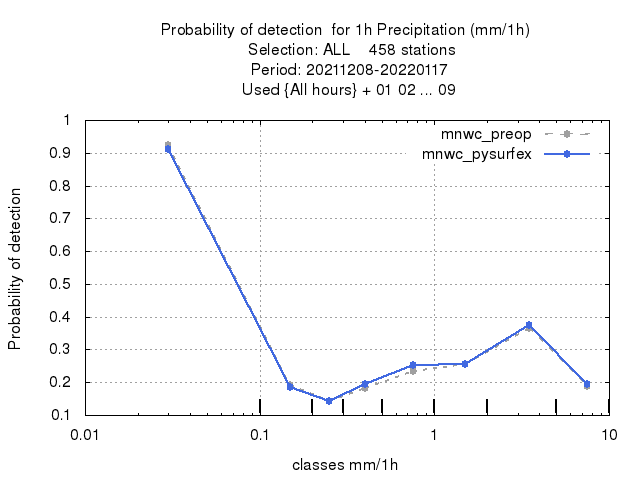 Probability of detection  for 1h Precipitation (mm/1h)
Selection: ALL    458 stations
Period: 20211208-20220117
Used {All hours} + 01 02 ... 09
mnwc_preop
mnwc_pysurfex
1
0.9
0.8
0.7
0.6
0.5
0.4
0.3
0.2
0.1
Probability of detection
0.01 0.1 1 10
classes mm/1h